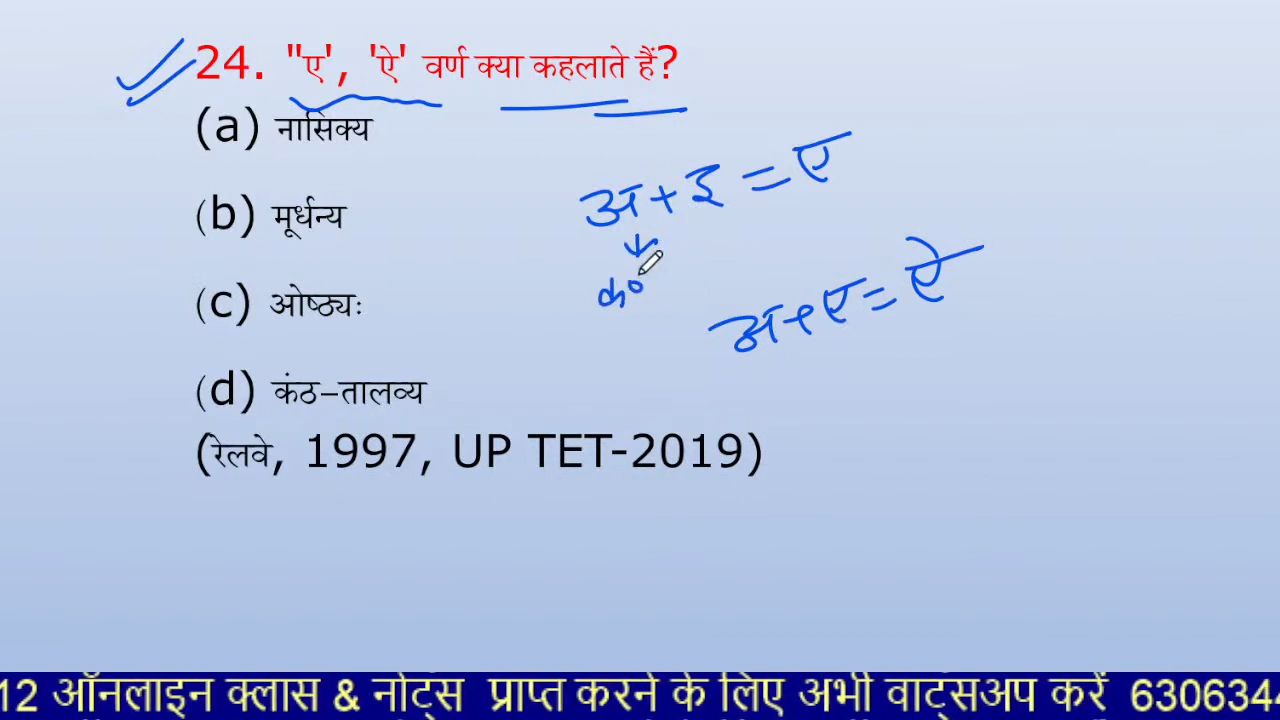 24. "ए', 'ऐ' वर्ण क्या कहलाते हैं?
(a) नासिक्य
(b) मूर्धन्य
(c) ओष्ठ्यः
(d) कंठ–तालव्य
(रेलवे, 1997, UP TET-2019)
अ + इ = ए
क०
अ + ए = ऐ
12 ऑनलाइन क्लास & नोट्स प्राप्त करने के लिए अभी वाट्सअप करें 630634